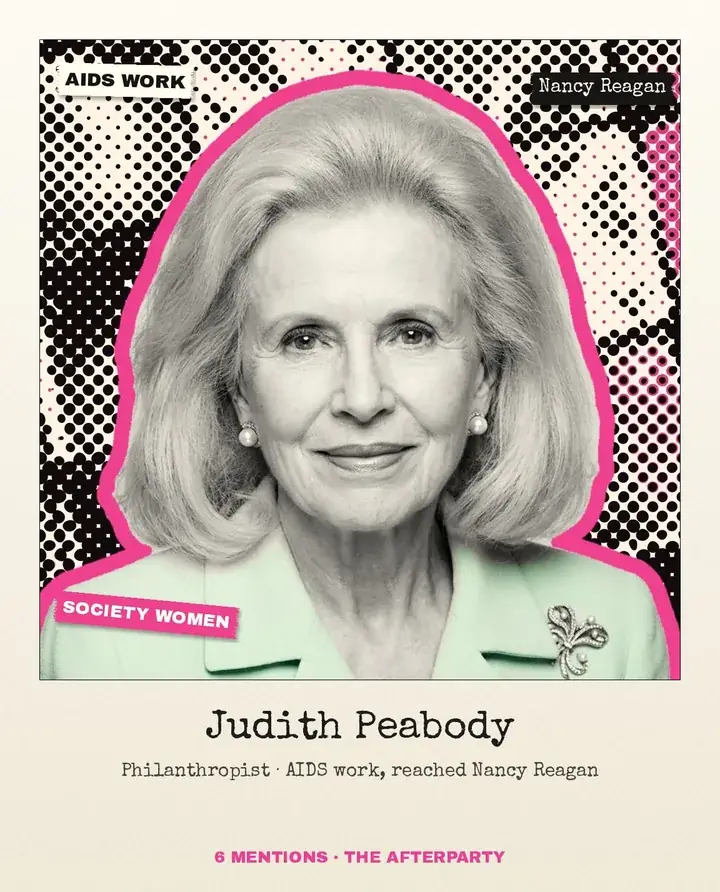 AIDS WORK
Nancy Reagan
SOCIETY WOMEN
Judith Peabody
Philanthropist · AIDS work, reached Nancy Reagan
6 MENTIONS · THE AFTERPARTY